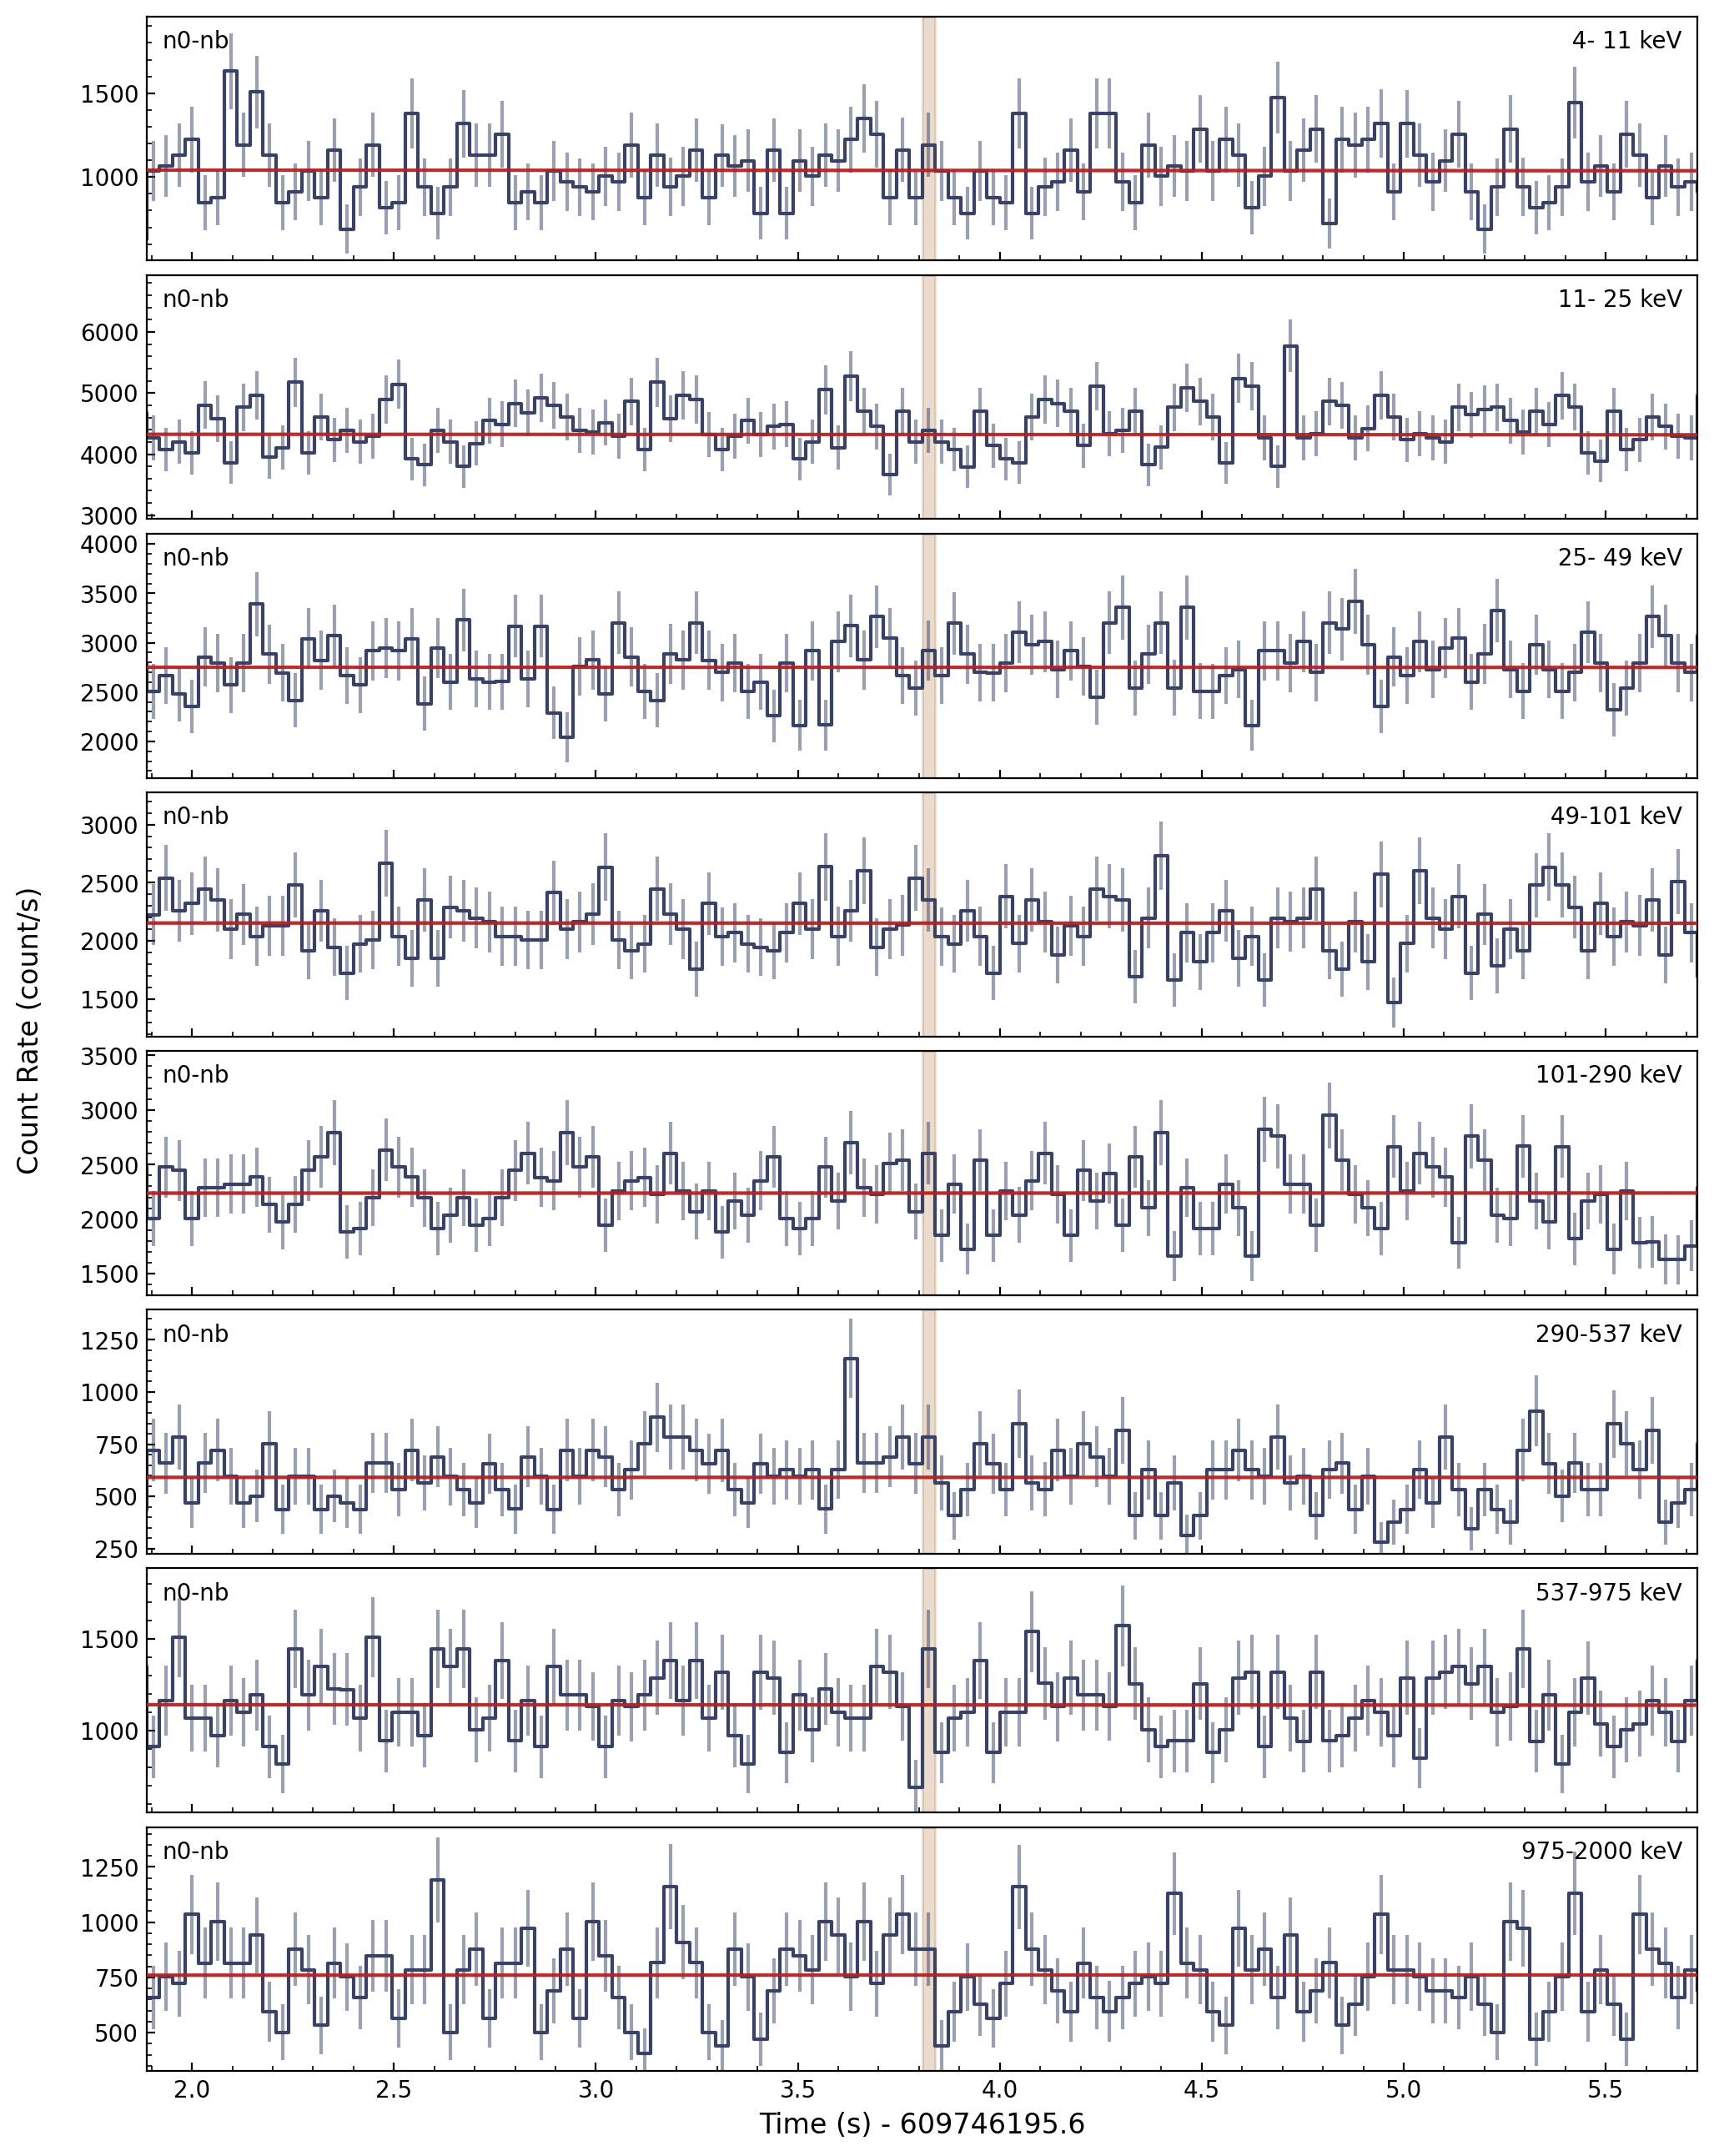 n0-nb 4- 11 keV
1500
1000
n0-nb 11- 25 keV
6000
5000
4000
3000
n0-nb 25- 49 keV
4000
3500
3000
2500
2000
n0-nb 49-101 keV
3000
2500
2000
1500
n0-nb 101-290 keV
3500
3000
2500
2000
1500
n0-nb 290-537 keV
1250
1000
750
500
250
n0-nb 537-975 keV
1500
1000
n0-nb 975-2000 keV
1250
1000
750
500
Count Rate (count/s)
2.0 2.5 3.0 3.5 4.0 4.5 5.0 5.5
Time (s) - 609746195.6